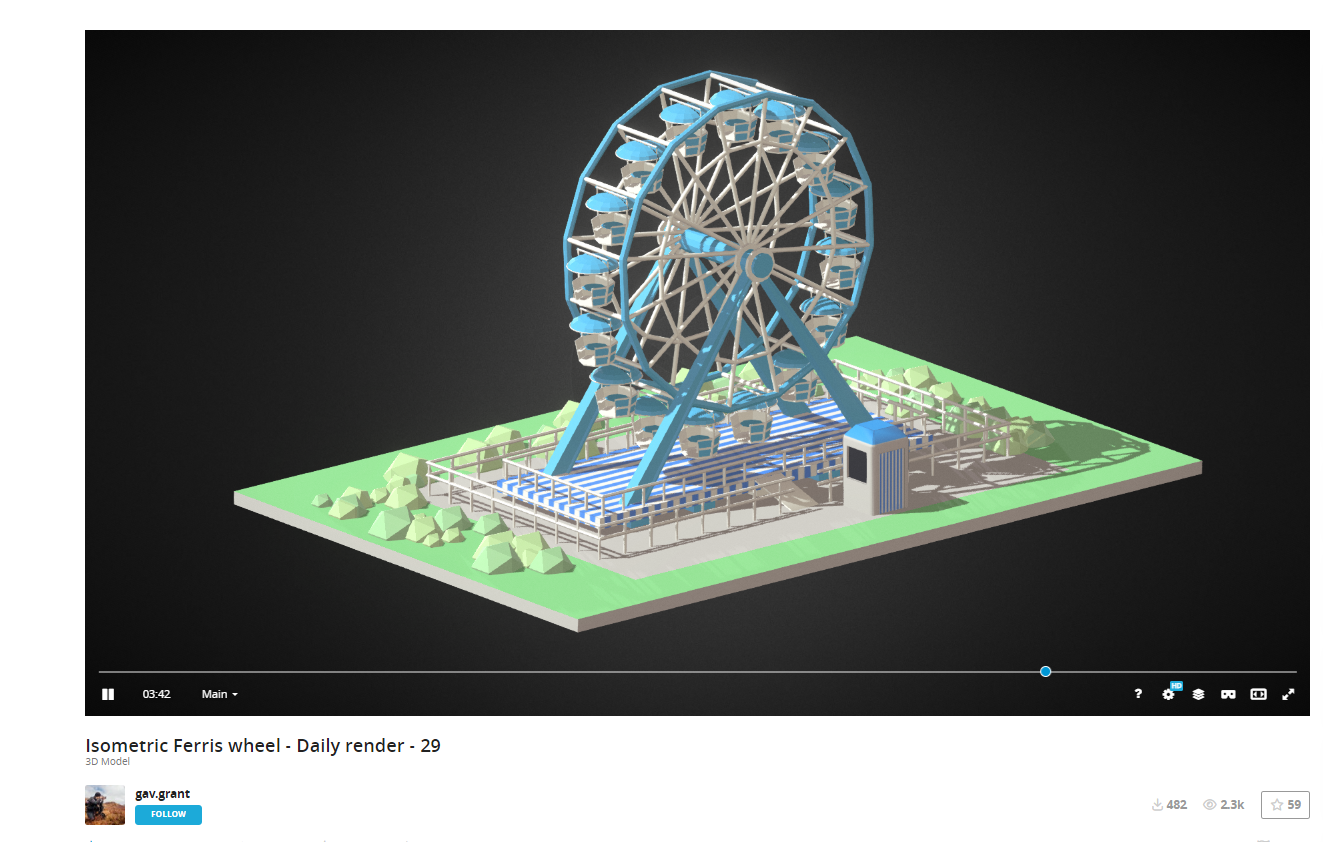 03:42 Main
? HD
Isometric Ferris wheel - Daily render - 29
3D Model
gav.grant
FOLLOW
482 2.3k 59